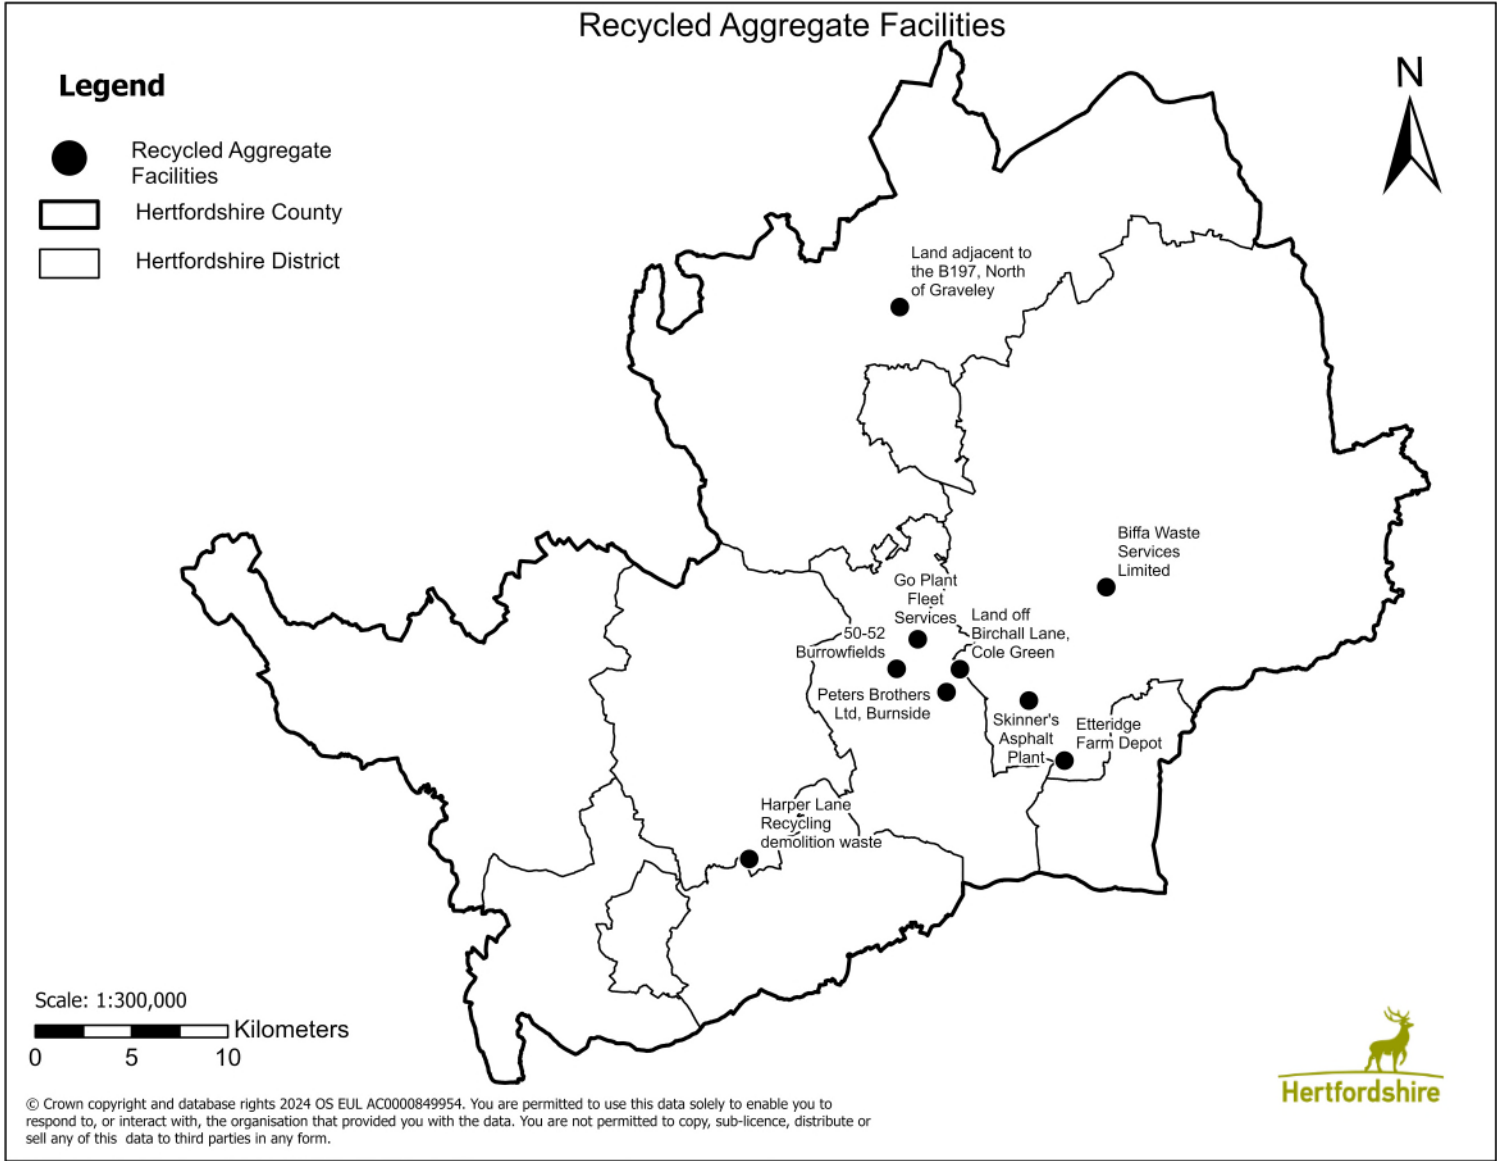 Recycled Aggregate Facilities
Legend
Recycled Aggregate
Facilities
Hertfordshire County
Hertfordshire District
N
Land adjacent to
the B197, North
of Graveley
Biffa Waste
Services
Limited
Go Plant
Fleet
Services
Land off
Birchall Lane,
Cole Green
50-52
Burrowfields
Peters Brothers
Ltd, Burnside
Skinner's
Asphalt
Plant
Etteridge
Farm Depot
Harper Lane
Recycling
demolition waste
Scale: 1:300,000
Kilometers
0 5 10
Hertfordshire
© Crown copyright and database rights 2024 OS EUL AC0000849954. You are permitted to use this data solely to enable you to
respond to, or interact with, the organisation that provided you with the data. You are not permitted to copy, sub-licence, distribute or
sell any of this data to third parties in any form.